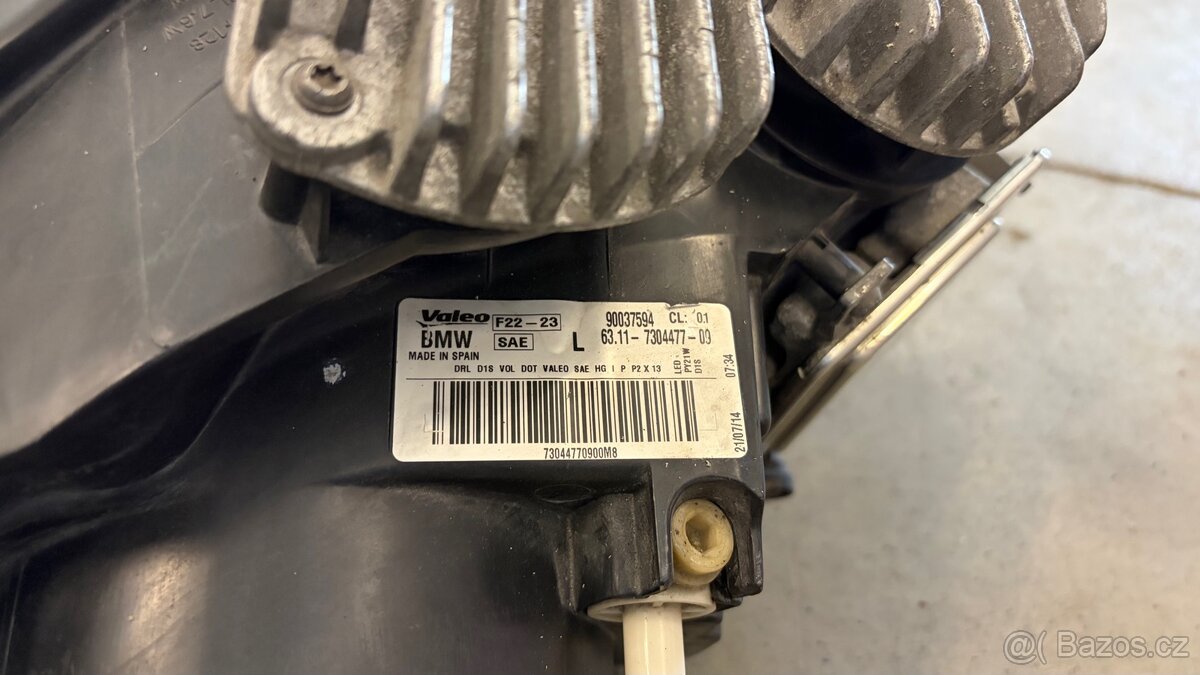 Valeo F22-23 90037594 CL: 01
BMW SAE L 63.11-7304477-09
MADE IN SPAIN
DRL D1S VOL DOT VALEO SAE HG I P P2 X 13
LED
PY21W
D1S
07:34
21/07/14
73044770900M8
@( Bazos.cz